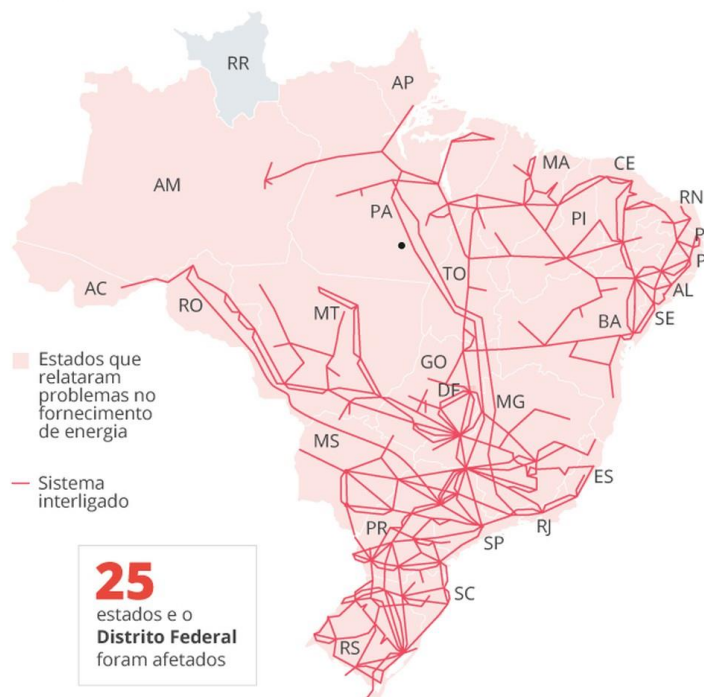 RR
AP
AM
MA
CE
RN
PA
PI
P
P
TO
AC
AL
RO
MT
BA
SE
GO
DF
MG
Estados que
relataram
problemas no
fornecimento
de energia
MS
ES
Sistema
interligado
PR
RJ
SP
25
estados e o
Distrito Federal
foram afetados
SC
RS